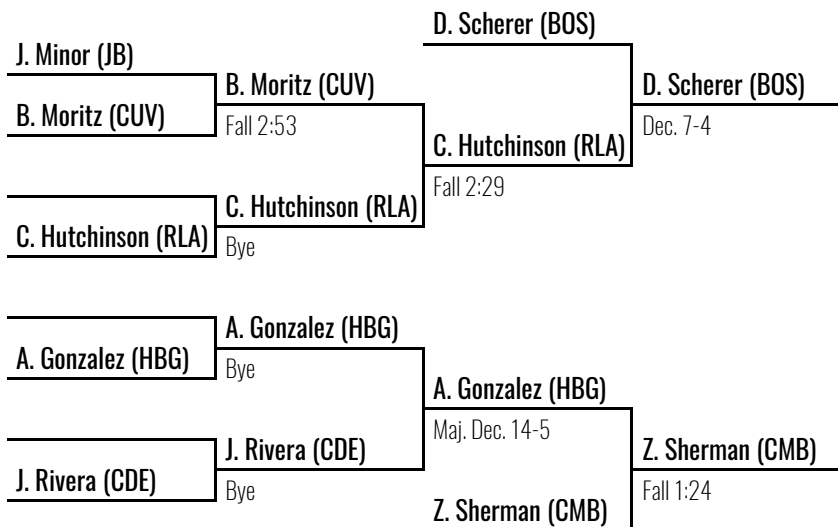 D. Scherer (BOS)
J. Minor (JB)
B. Moritz (CUV)
D. Scherer (BOS)
B. Moritz (CUV)
Fall 2:53
Dec. 7-4
C. Hutchinson (RLA)
Fall 2:29
C. Hutchinson (RLA)
C. Hutchinson (RLA)
Bye
A. Gonzalez (HBG)
A. Gonzalez (HBG)
Bye
A. Gonzalez (HBG)
Maj. Dec. 14-5
J. Rivera (CDE)
Z. Sherman (CMB)
J. Rivera (CDE)
Bye
Fall 1:24
Z. Sherman (CMB)